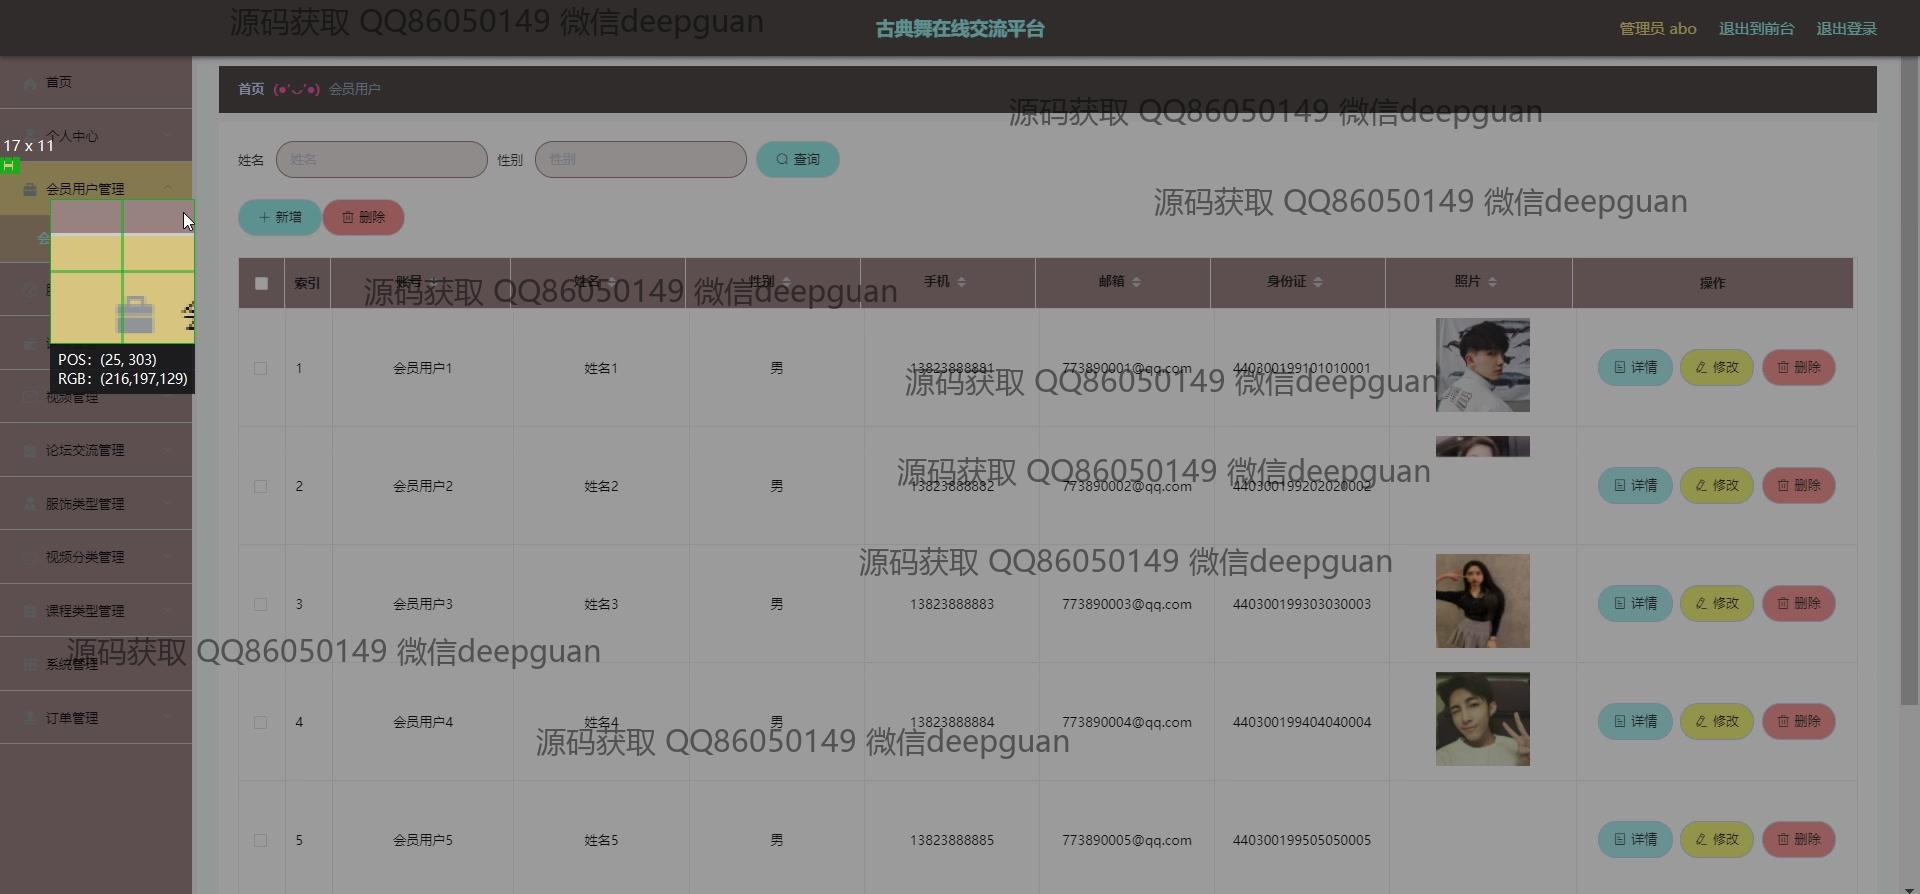 源码获取 QQ86050149 微信deepguan
古典舞在线交流平台
管理员 abo 退出到前台 退出登录
首页
首页 (●'◡'●) 会员用户
源码获取 QQ86050149 微信deepguan
个人中心
17 x 11
姓名 姓名 性别 性别 查询
会员用户管理
源码获取 QQ86050149 微信deepguan
新增 删除
会
索引 账号 姓名 性别 手机 邮箱 身份证 照片 操作
源码获取 QQ86050149 微信deepguan
POS: (25, 303)
RGB: (216,197,129)
1 会员用户1 姓名1 男 13823888881 773890001@qq.com 440300199101010001 详情 修改 删除
源码获取 QQ86050149 微信deepguan
视频管理
论坛交流管理
源码获取 QQ86050149 微信deepguan
2 会员用户2 姓名2 男 13823888882 773890002@qq.com 440300199202020002 详情 修改 删除
服饰类型管理
视频分类管理
源码获取 QQ86050149 微信deepguan
3 会员用户3 姓名3 男 13823888883 773890003@qq.com 440300199303030003 详情 修改 删除
课程类型管理
源码获取 QQ86050149 微信deepguan
系统管理
订单管理
4 会员用户4 姓名4 男 13823888884 773890004@qq.com 440300199404040004 详情 修改 删除
源码获取 QQ86050149 微信deepguan
5 会员用户5 姓名5 男 13823888885 773890005@qq.com 440300199505050005 详情 修改 删除